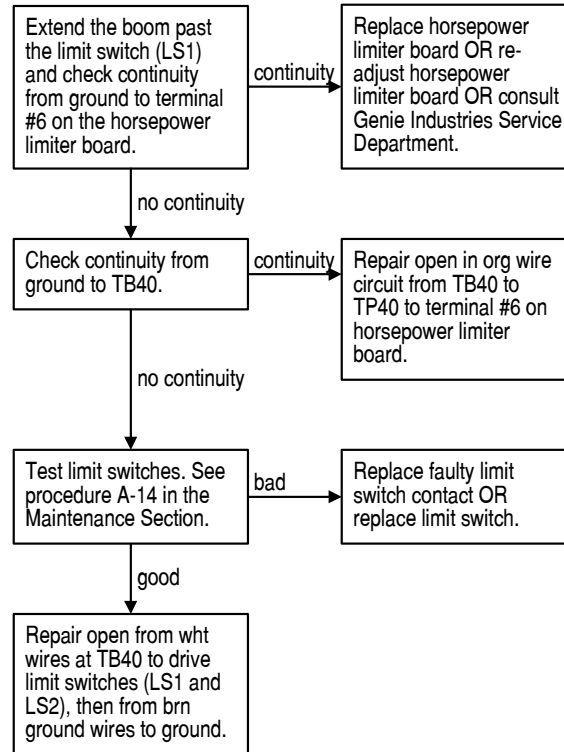 Extend the boom past
the limit switch (LS1)
and check continuity
from ground to terminal
#6 on the horsepower
limiter board.
continuity
Replace horsepower
limiter board OR re-
adjust horsepower
limiter board OR consult
Genie Industries Service
Department.
no continuity
Check continuity from
ground to TB40.
continuity
Repair open in org wire
circuit from TB40 to
TP40 to terminal #6 on
horsepower limiter
board.
no continuity
Test limit switches. See
procedure A-14 in the
Maintenance Section.
bad
Replace faulty limit
switch contact OR
replace limit switch.
good
Repair open from wht
wires at TB40 to drive
limit switches (LS1 and
LS2), then from brn
ground wires to ground.